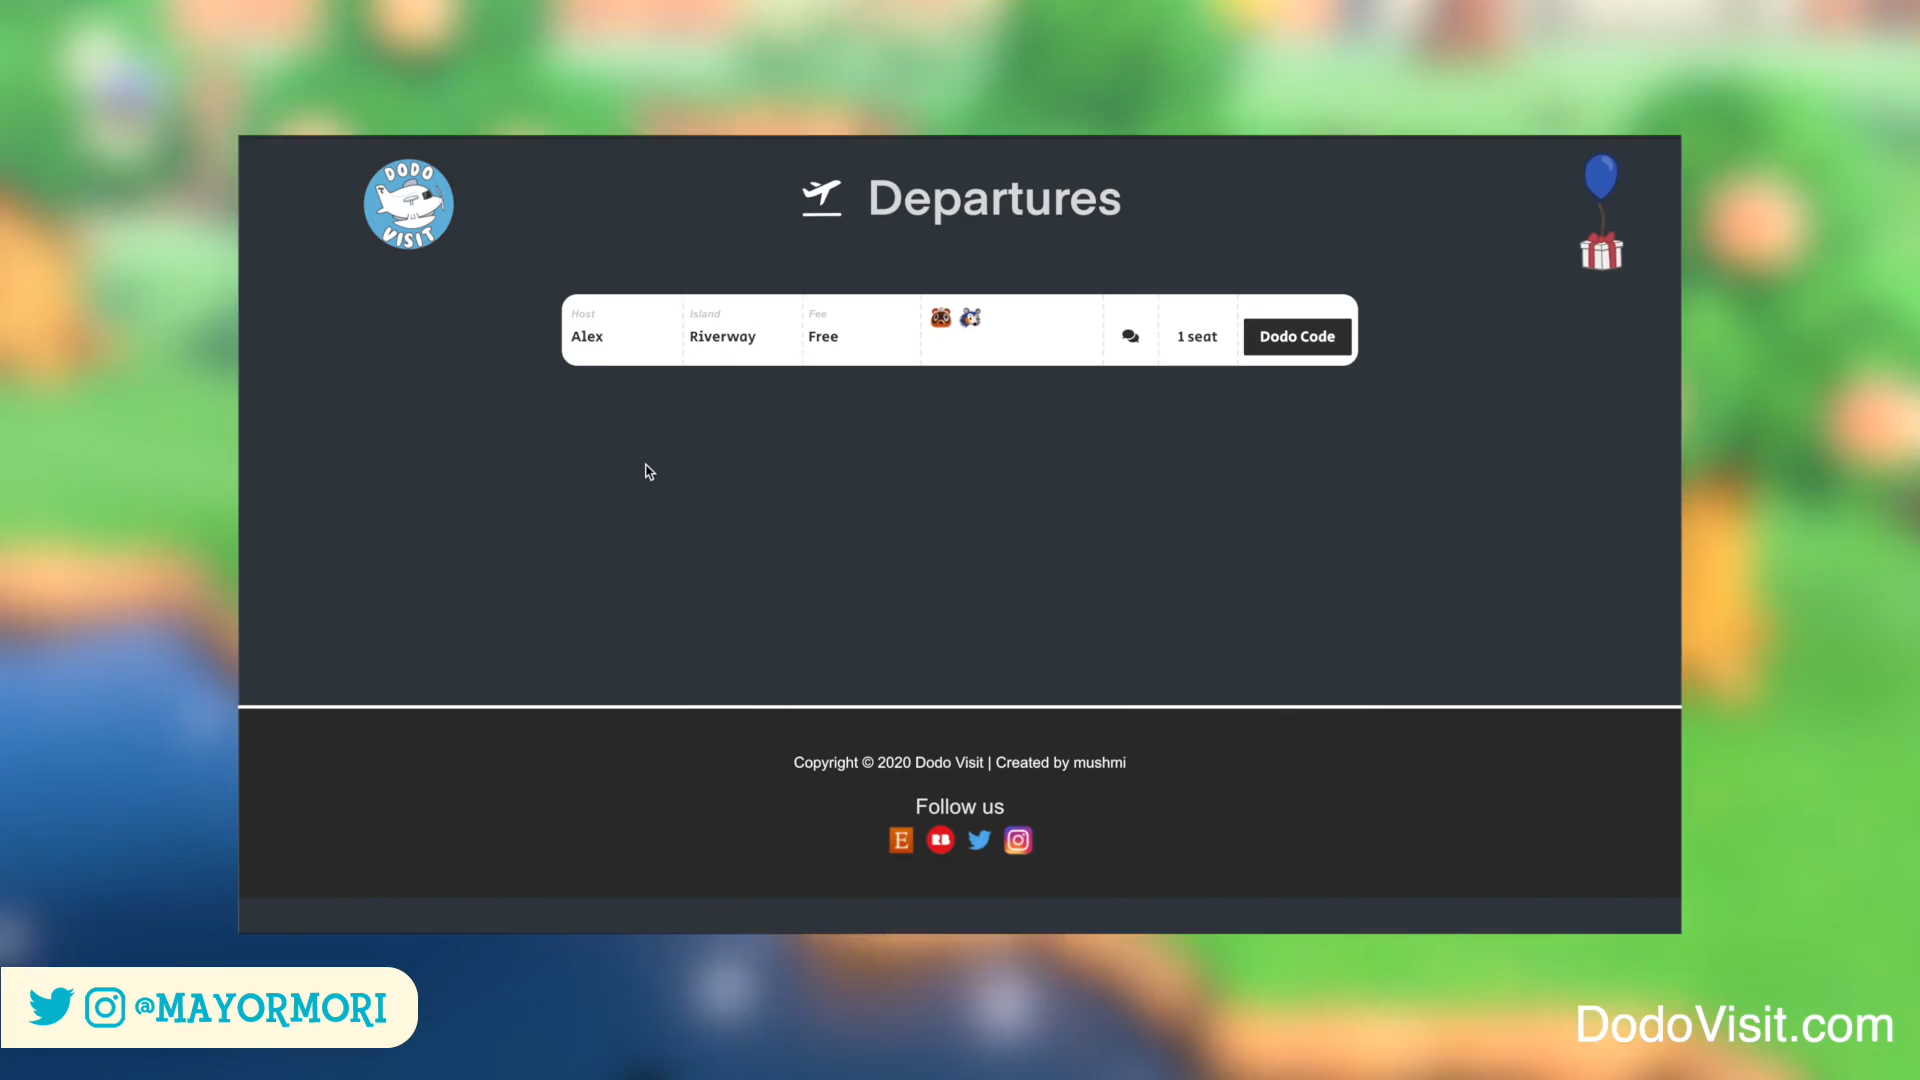 DODO
VISIT
Departures
Host
Alex
Island
Riverway
Fee
Free
1 seat
Dodo Code
Copyright © 2020 Dodo Visit | Created by mushmi
Follow us
E
RB
@MAYORMORI
DodoVisit.com